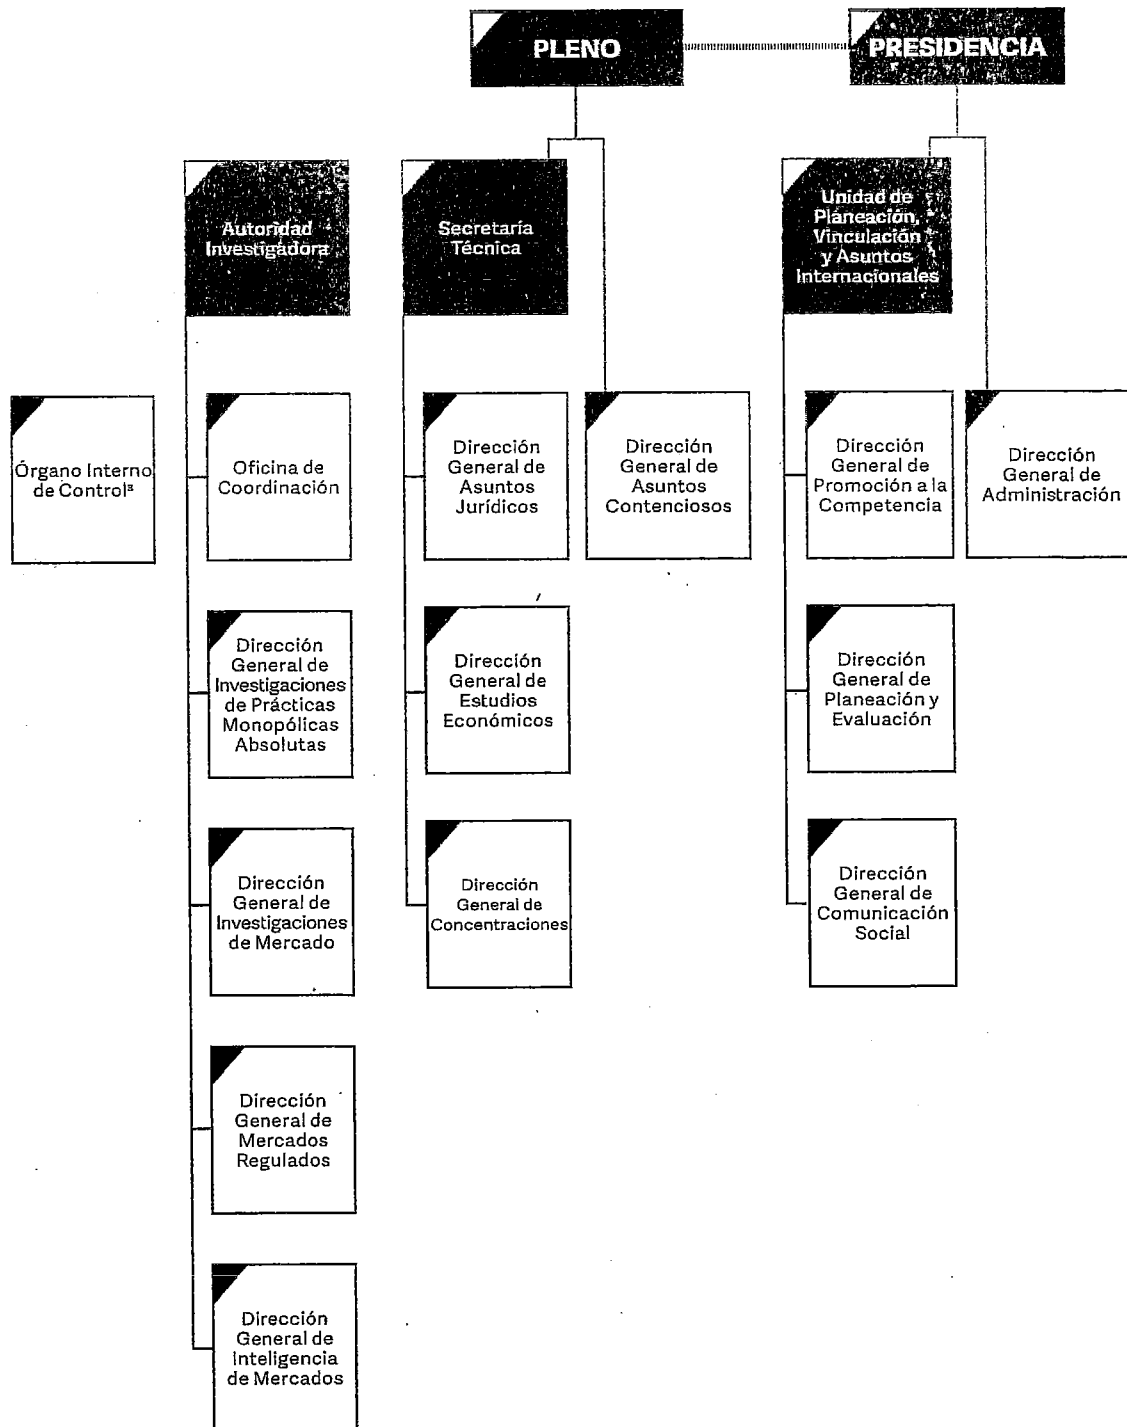 PLENO
PRESIDENCIA
Autoridad
Investigadora
Secretaría
Técnica
Unidad de
Planeación,
Vinculación
y Asuntos
Internacionales
Órgano Interno
de Control³
Oficina de
Coordinación
Dirección
General de
Asuntos
Jurídicos
Dirección
General de
Asuntos
Contenciosos
Dirección
General de
Promoción a la
Competencia
Dirección
General de
Administración
Dirección
General de
Investigaciones
de Prácticas
Monopólicas
Absolutas
Dirección
General de
Estudios
Económicos
Dirección
General de
Planeación y
Evaluación
Dirección
General de
Investigaciones
de Mercado
Dirección
General de
Concentraciones
Dirección
General de
Comunicación
Social
Dirección
General de
Mercados
Regulados
Dirección
General de
Inteligencia
de Mercados